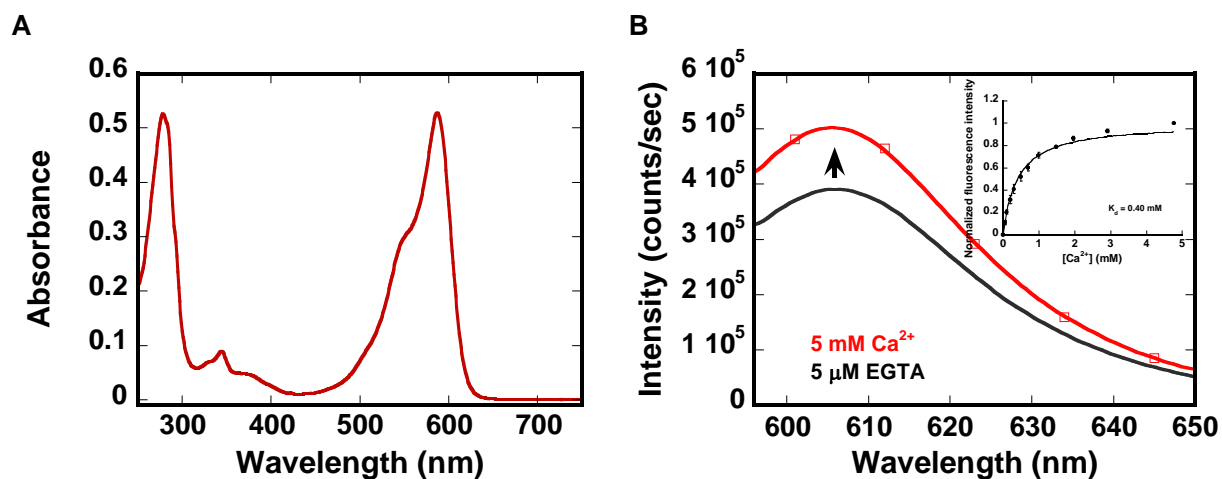 A
B
0.6
0.5
0.4
0.3
0.2
0.1
0
Absorbance
300 400 500 600 700
Wavelength (nm)
6 10⁵
5 10⁵
4 10⁵
3 10⁵
2 10⁵
1 10⁵
0
Intensity (counts/sec)
600 610 620 630 640 650
Wavelength (nm)
5 mM Ca²⁺
5 μM EGTA
Normalized fluorescence intensity
1.2
1
0.8
0.6
0.4
0.2
0
0 1 2 3 4 5
[Ca²⁺] (mM)
K_d = 0.40 mM